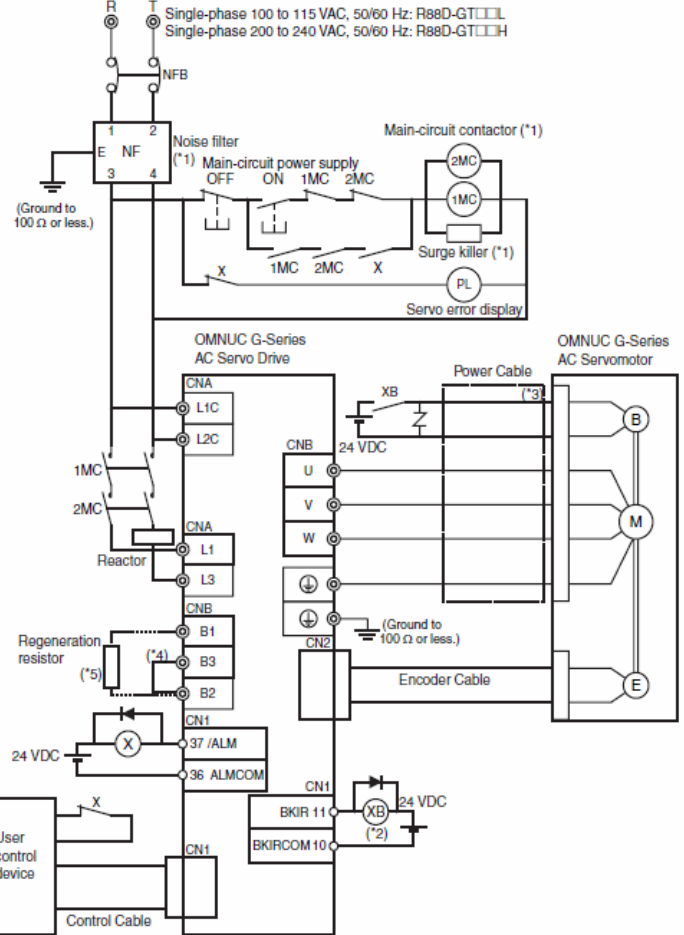 R T
Single-phase 100 to 115 VAC, 50/60 Hz: R88D-GT□□L
Single-phase 200 to 240 VAC, 50/60 Hz: R88D-GT□□H
NFB
1 2
E NF
3 4
Noise filter
(*1)
(Ground to
100 Ω or less.)
Main-circuit power supply
OFF ON 1MC 2MC
Main-circuit contactor (*1)
2MC
1MC
Surge killer (*1)
1MC 2MC X
X
PL
Servo error display
OMNUC G-Series
AC Servo Drive
OMNUC G-Series
AC Servomotor
Power Cable
(*3)
XB
24 VDC
B
CNA
L1C
L2C
CNB
U
V
W
M
1MC
2MC
Reactor
CNA
L1
L3
(Ground to
100 Ω or less.)
CNB
B1
B3
B2
Regeneration
resistor
(*5)
(*4)
CN2
Encoder Cable
E
CN1
X
24 VDC
37 /ALM
36 ALMCOM
CN1
BKIR 11
BKIRCOM 10
XB
(*2)
24 VDC
X
User
control
device
CN1
Control Cable